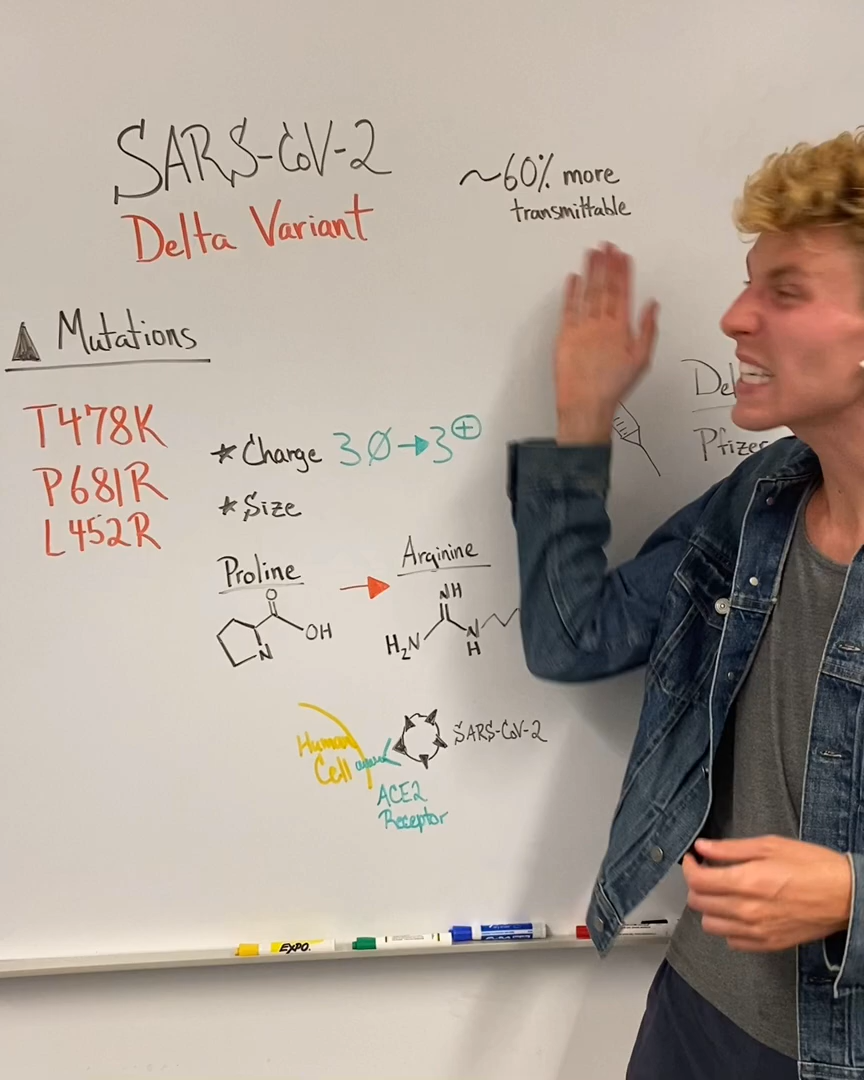 SARS-CoV-2
Delta Variant
~60% more
transmittable
Mutations
T478K
P681R
L452R
* Charge 3Ø→3⊕
* Size
Proline → Arginine
O
OH
N
NH
H₂N
N
H
Human
Cell
SARS-CoV-2
ACE2
Receptor
Del
Pfizer
EXPO